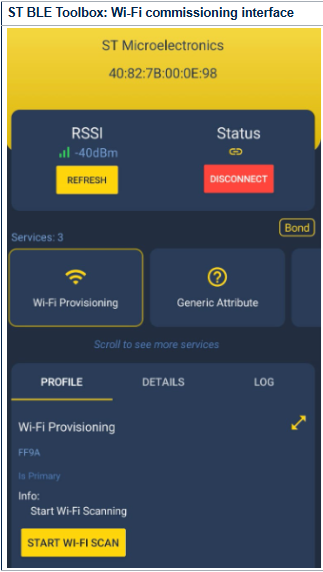 ST BLE Toolbox: Wi-Fi commissioning interface
ST Microelectronics
40:82:7B:00:0E:98
RSSI
-40dBm
REFRESH
Status
DISCONNECT
Bond
Services: 3
Wi-Fi Provisioning
Generic Attribute
Scroll to see more services
PROFILE DETAILS LOG
Wi-Fi Provisioning
FF9A
Is Primary
Info:
Start Wi-Fi Scanning
START WI-FI SCAN